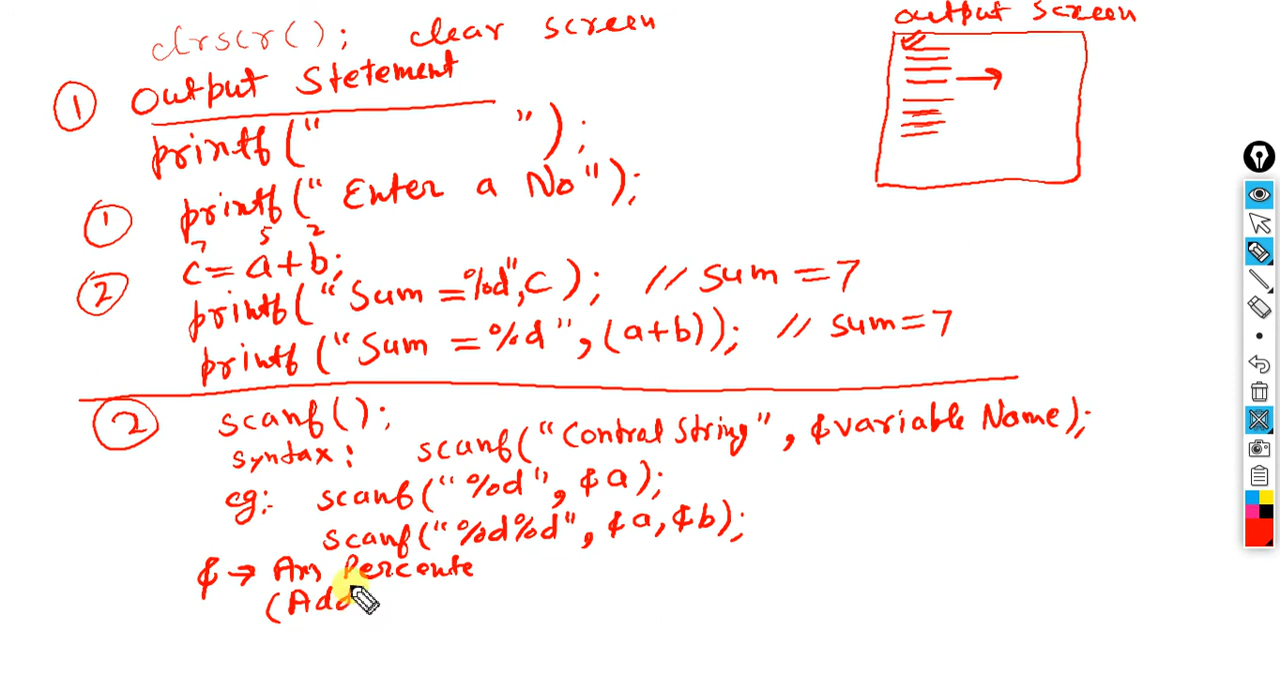 clrscr(); clear screen
output screen
① Output Stetement
printf(" ");
① printf(" Enter a No");
7 5 2
c= a+b;
② printf("Sum =%d",c); // sum =7
printf("Sum =%d", (a+b)); // sum=7
② scanf();
syntax: scanf("Control String", &variable Name);
eg:- scanf("%d", &a);
scanf("%d%d", &a,&b);
& → Am Percente
(Add